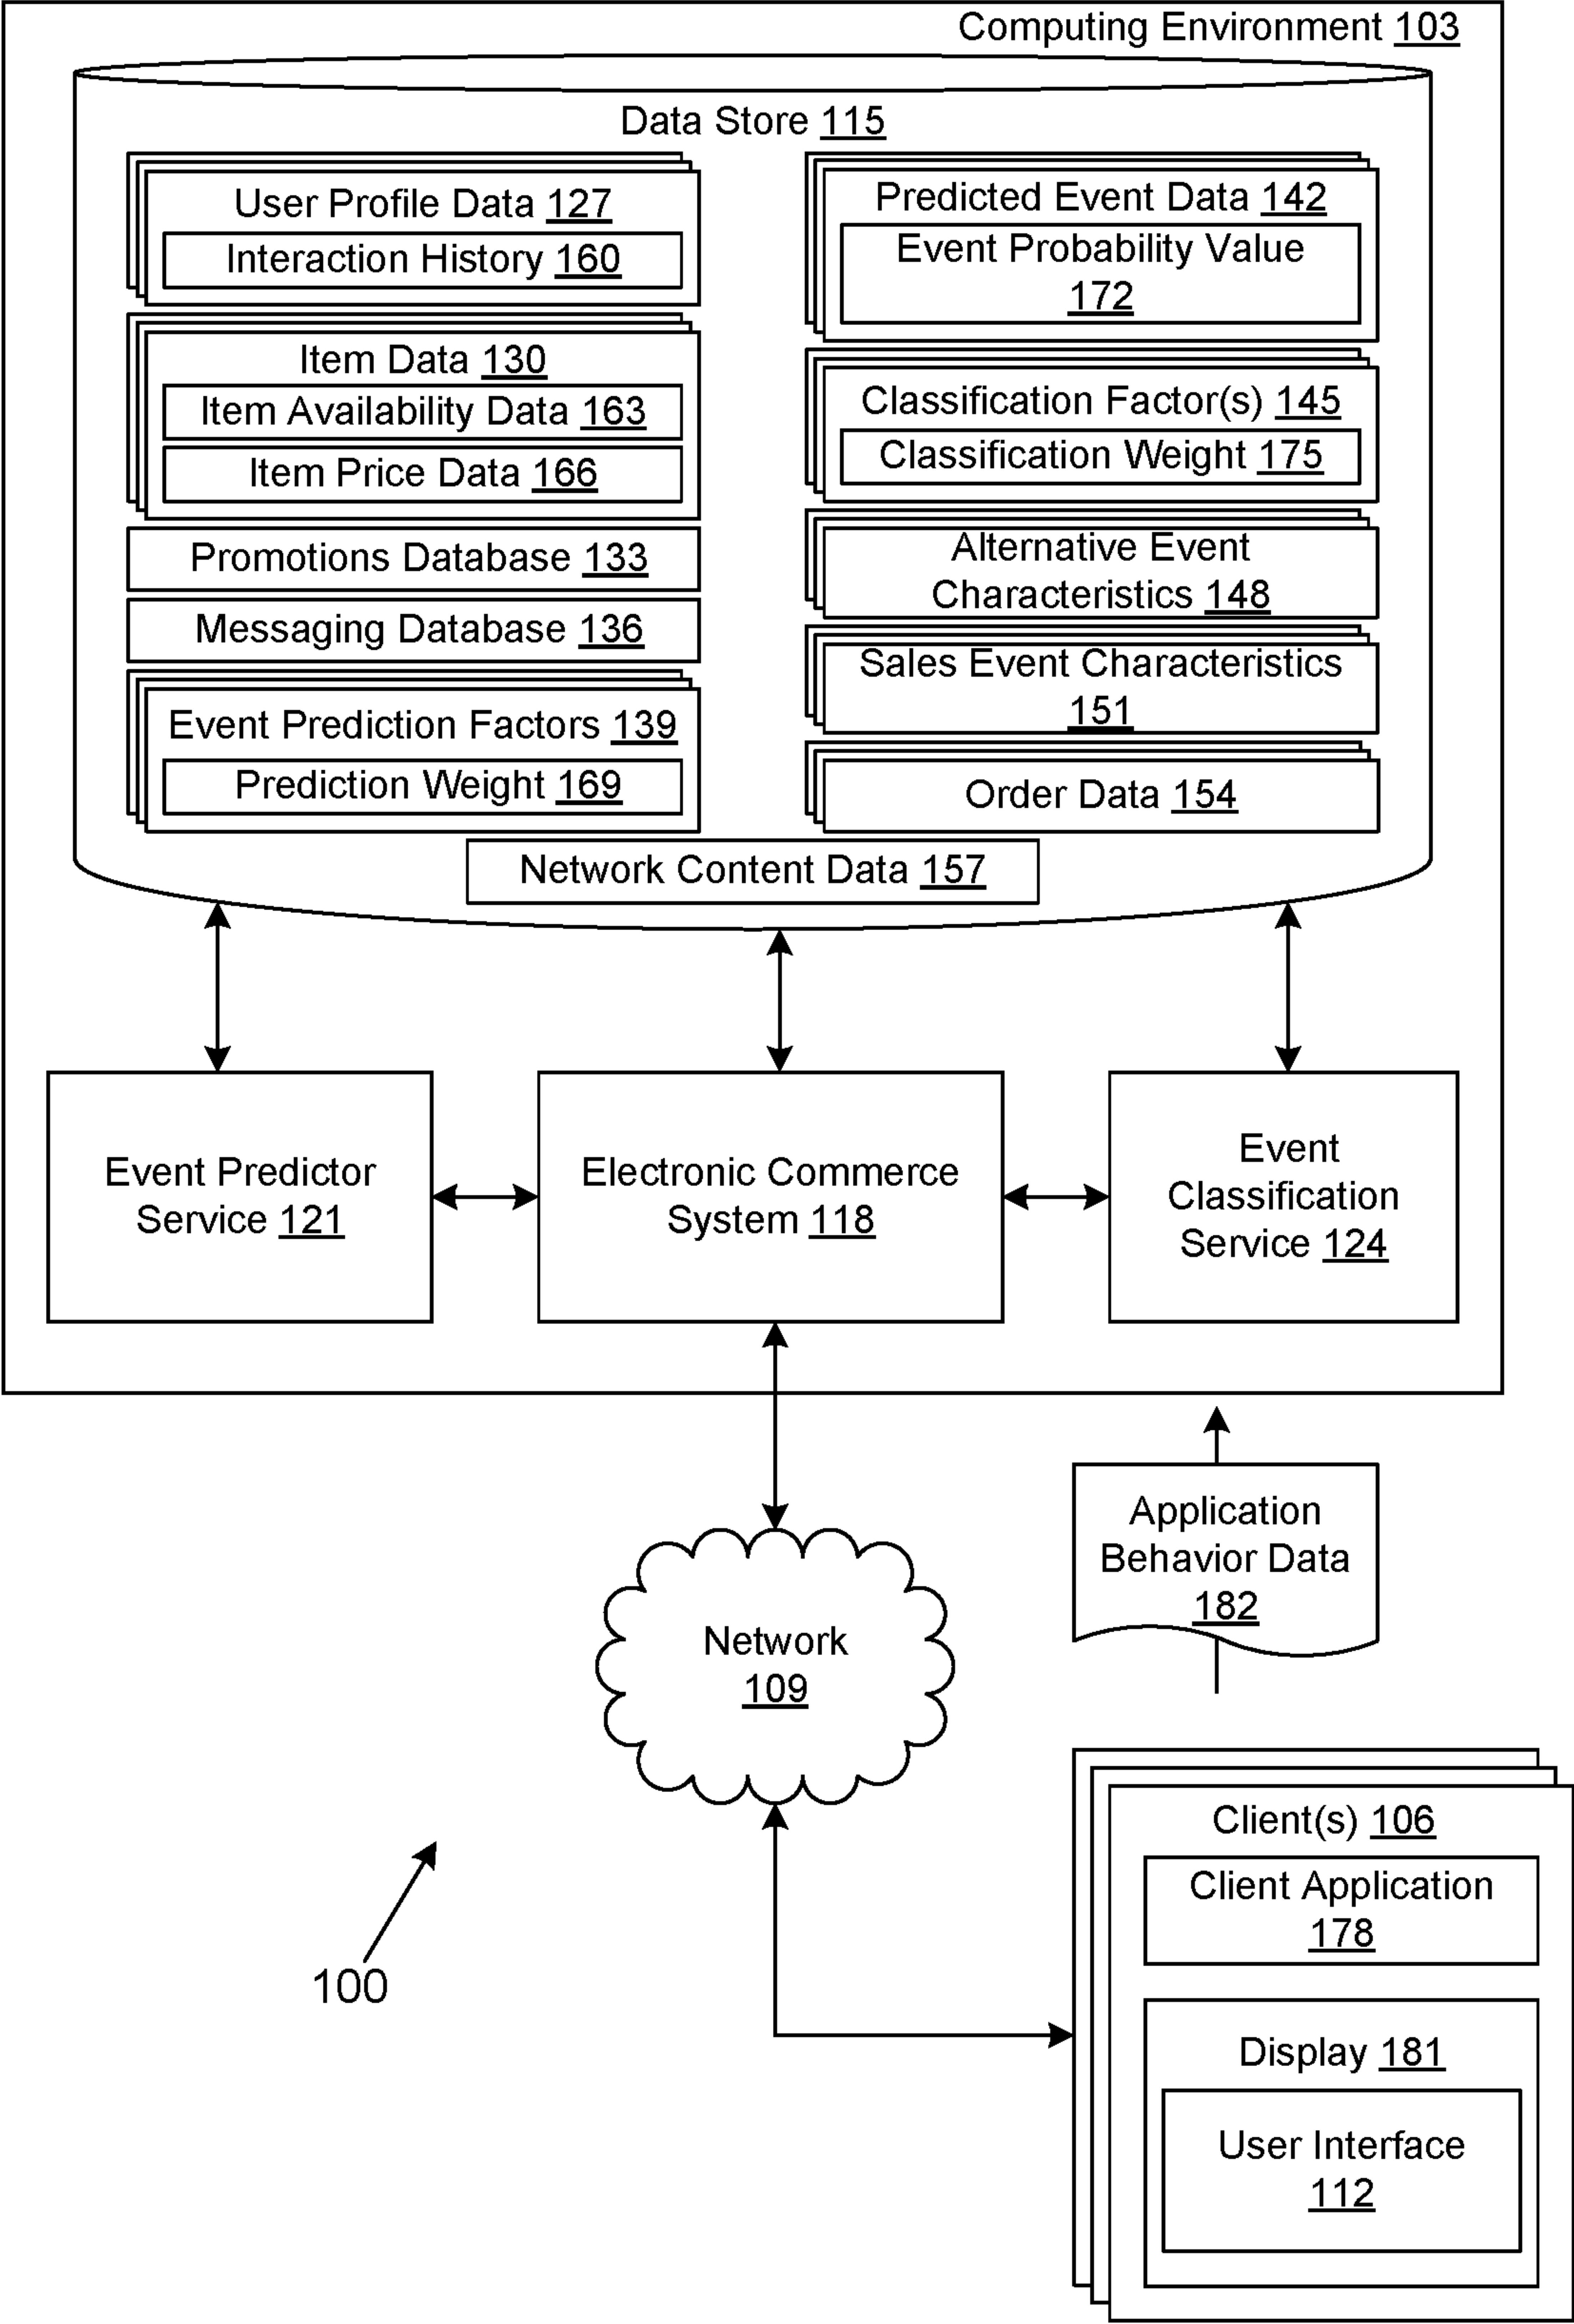 Computing Environment 103
Data Store 115
User Profile Data 127
Interaction History 160
Item Data 130
Item Availability Data 163
Item Price Data 166
Promotions Database 133
Messaging Database 136
Event Prediction Factors 139
Prediction Weight 169
Predicted Event Data 142
Event Probability Value
172
Classification Factor(s) 145
Classification Weight 175
Alternative Event
Characteristics 148
Sales Event Characteristics
151
Order Data 154
Network Content Data 157
Event Predictor
Service 121
Electronic Commerce
System 118
Event
Classification
Service 124
Application
Behavior Data
182
Network
109
Client(s) 106
Client Application
178
Display 181
User Interface
112
100